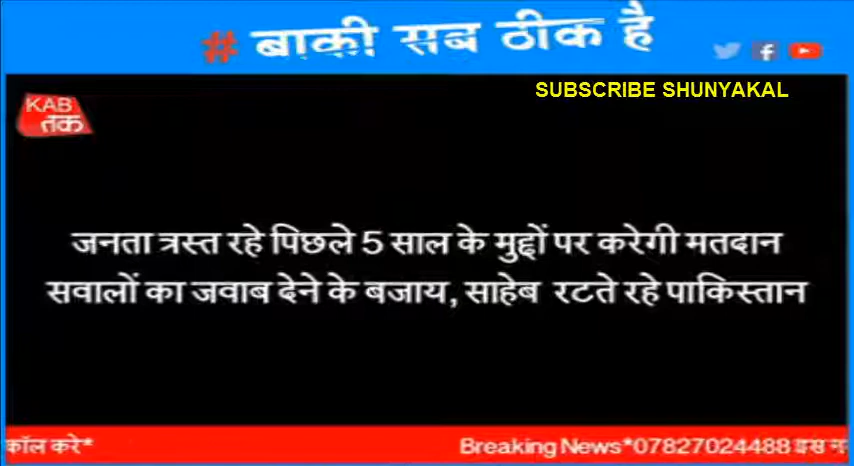 # बाकी सब ठीक है
SUBSCRIBE SHUNYAKAL
KAB
तक
जनता त्रस्त रहे पिछले 5 साल के मुद्दों पर करेगी मतदान
सवालों का जवाब देने के बजाय, साहेब रटते रहे पाकिस्तान
कॉल करे* Breaking News*07827024488 इस